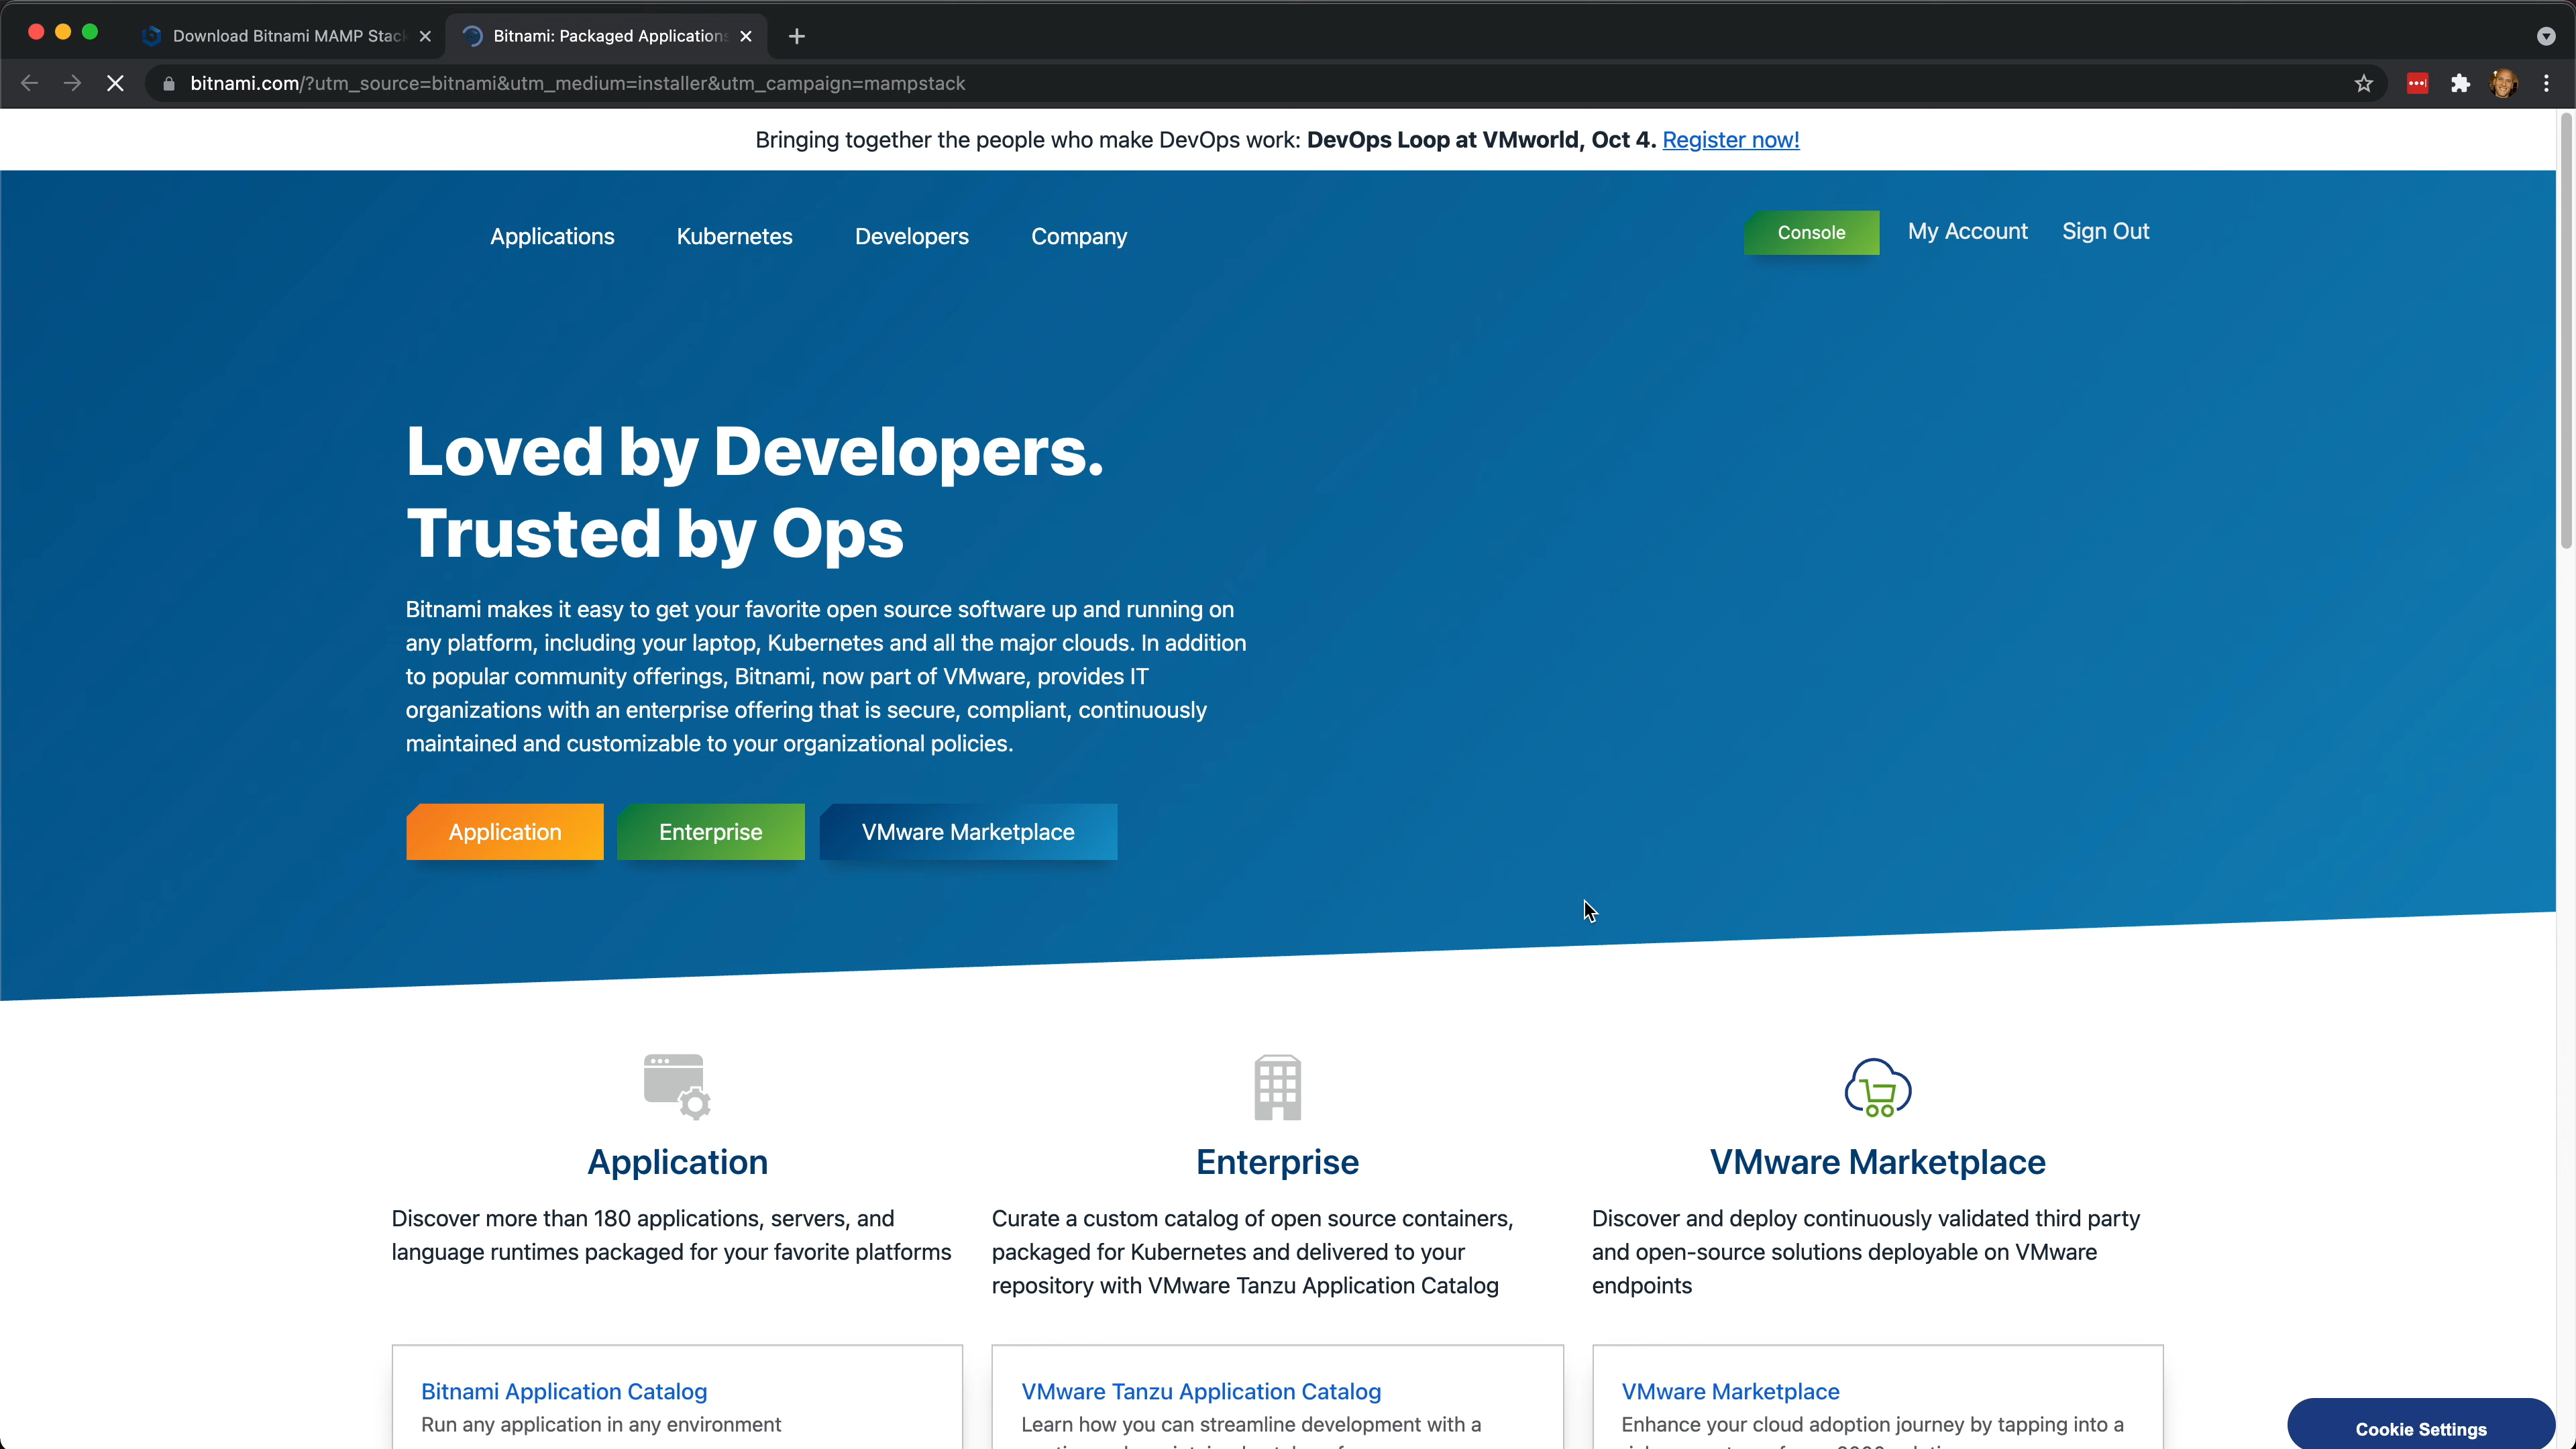 Download Bitnami MAMP Stac
Bitnami: Packaged Application
bitnami.com/?utm_source=bitnami&utm_medium=installer&utm_campaign=mampstack
Bringing together the people who make DevOps work: DevOps Loop at VMworld, Oct 4. Register now!
Applications Kubernetes Developers Company Console My Account Sign Out
Loved by Developers.
Trusted by Ops
Bitnami makes it easy to get your favorite open source software up and running on
any platform, including your laptop, Kubernetes and all the major clouds. In addition
to popular community offerings, Bitnami, now part of VMware, provides IT
organizations with an enterprise offering that is secure, compliant, continuously
maintained and customizable to your organizational policies.
Application Enterprise VMware Marketplace
Application
Discover more than 180 applications, servers, and
language runtimes packaged for your favorite platforms
Enterprise
Curate a custom catalog of open source containers,
packaged for Kubernetes and delivered to your
repository with VMware Tanzu Application Catalog
VMware Marketplace
Discover and deploy continuously validated third party
and open-source solutions deployable on VMware
endpoints
Bitnami Application Catalog
Run any application in any environment
VMware Tanzu Application Catalog
Learn how you can streamline development with a
VMware Marketplace
Enhance your cloud adoption journey by tapping into a
Cookie Settings